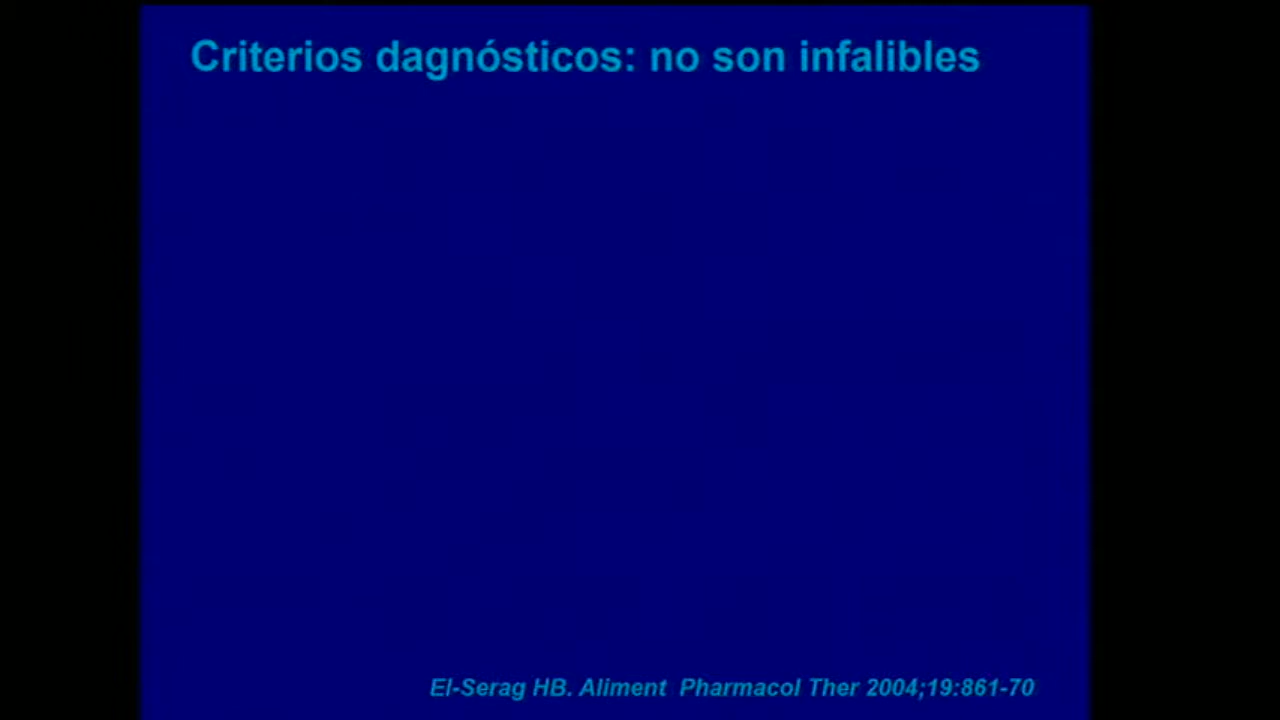 Criterios dagnósticos: no son infalibles
El-Serag HB. Aliment Pharmacol Ther 2004;19:861-70